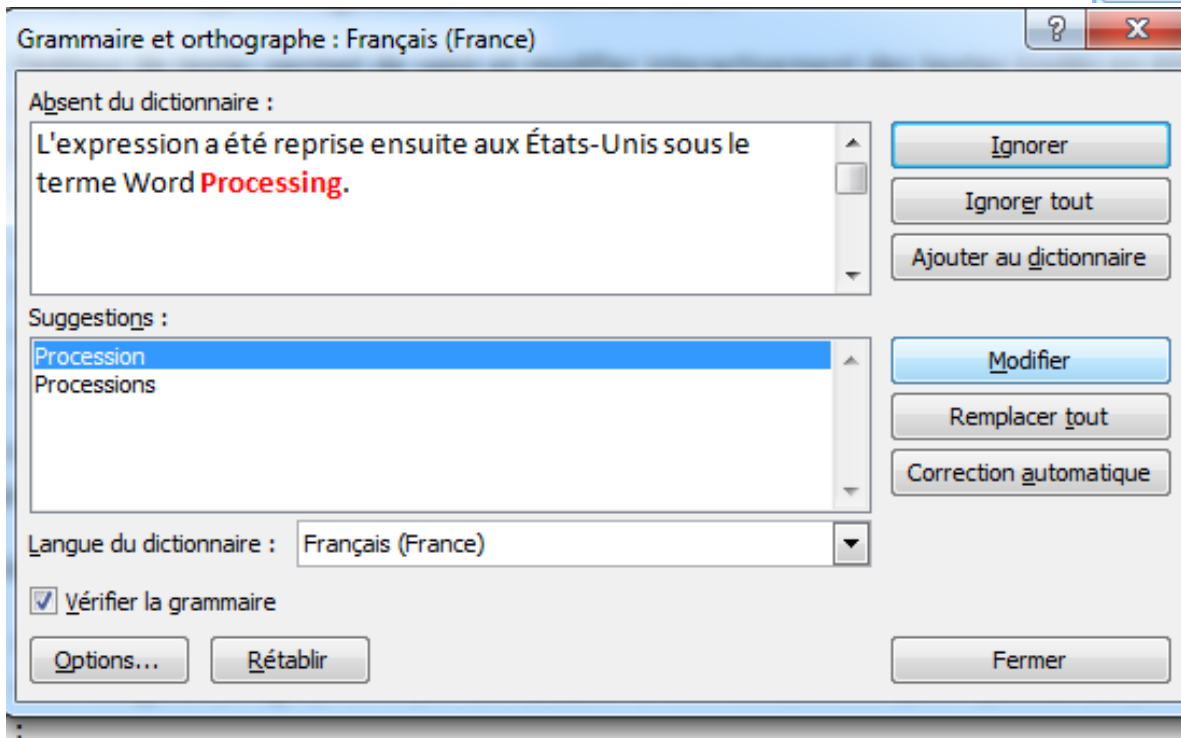 Grammaire et orthographe : Français (France)
?
X
Absent du dictionnaire :
L'expression a été reprise ensuite aux États-Unis sous le
terme Word Processing.
Ignorer
Ignorer tout
Ajouter au dictionnaire
Suggestions :
Procession
Processions
Modifier
Remplacer tout
Correction automatique
Langue du dictionnaire : Français (France)
Vérifier la grammaire
Options...
Rétablir
Fermer
: